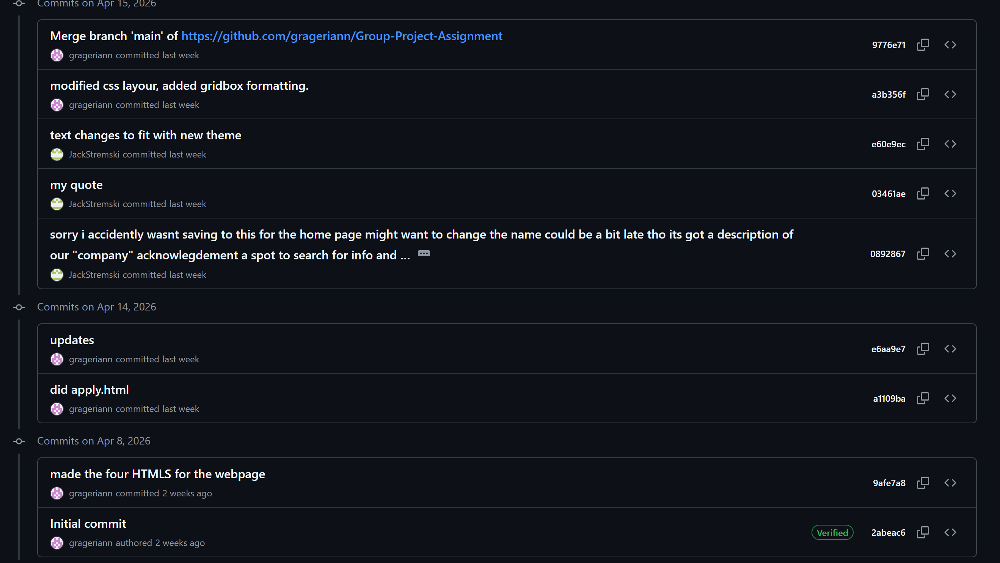 Commits on Apr 15, 2026
Merge branch 'main' of https://github.com/grageriann/Group-Project-Assignment
grageriann committed last week
9776e71
modified css layour, added gridbox formatting.
grageriann committed last week
a3b356f
text changes to fit with new theme
JackStremski committed last week
e60e9ec
my quote
JackStremski committed last week
03461ae
sorry i accidently wasnt saving to this for the home page might want to change the name could be a bit late tho its got a description of
our "company" acknowlegdement a spot to search for info and ...
JackStremski committed last week
0892867
Commits on Apr 14, 2026
updates
grageriann committed last week
e6aa9e7
did apply.html
grageriann committed last week
a1109ba
Commits on Apr 8, 2026
made the four HTMLS for the webpage
grageriann committed 2 weeks ago
9afe7a8
Initial commit
grageriann authored 2 weeks ago
Verified
2abeac6